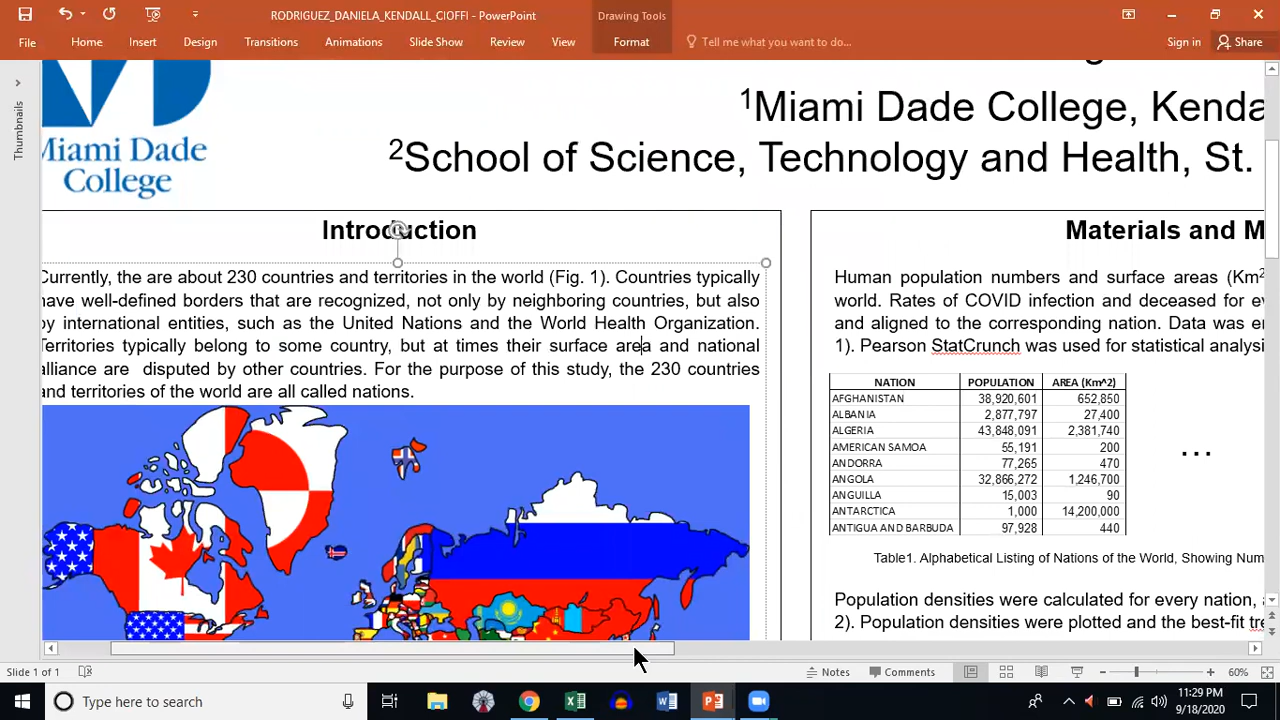 RODRIGUEZ_DANIELA_KENDALL_CIOFFI - PowerPoint
Drawing Tools
File Home Insert Design Transitions Animations Slide Show Review View Format Tell me what you want to do... Sign in Share
Thumbnails
Miami Dade
College
¹Miami Dade College, Kenda
²School of Science, Technology and Health, St.
Introduction
Currently, the are about 230 countries and territories in the world (Fig. 1). Countries typically
have well-defined borders that are recognized, not only by neighboring countries, but also
by international entities, such as the United Nations and the World Health Organization.
Territories typically belong to some country, but at times their surface area and national
alliance are disputed by other countries. For the purpose of this study, the 230 countries
and territories of the world are all called nations.
Materials and M
Human population numbers and surface areas (Km²
world. Rates of COVID infection and deceased for ev
and aligned to the corresponding nation. Data was en
1). Pearson StatCrunch was used for statistical analysi
NATION POPULATION AREA (Km^2)
AFGHANISTAN 38,920,601 652,850
ALBANIA 2,877,797 27,400
ALGERIA 43,848,091 2,381,740
AMERICAN SAMOA 55,191 200
ANDORRA 77,265 470
ANGOLA 32,866,272 1,246,700
ANGUILLA 15,003 90
ANTARCTICA 1,000 14,200,000
ANTIGUA AND BARBUDA 97,928 440
...
Table1. Alphabetical Listing of Nations of the World, Showing Num
Population densities were calculated for every nation,
2). Population densities were plotted and the best-fit tre
Slide 1 of 1 Notes Comments 60%
Type here to search
11:29 PM
9/18/2020